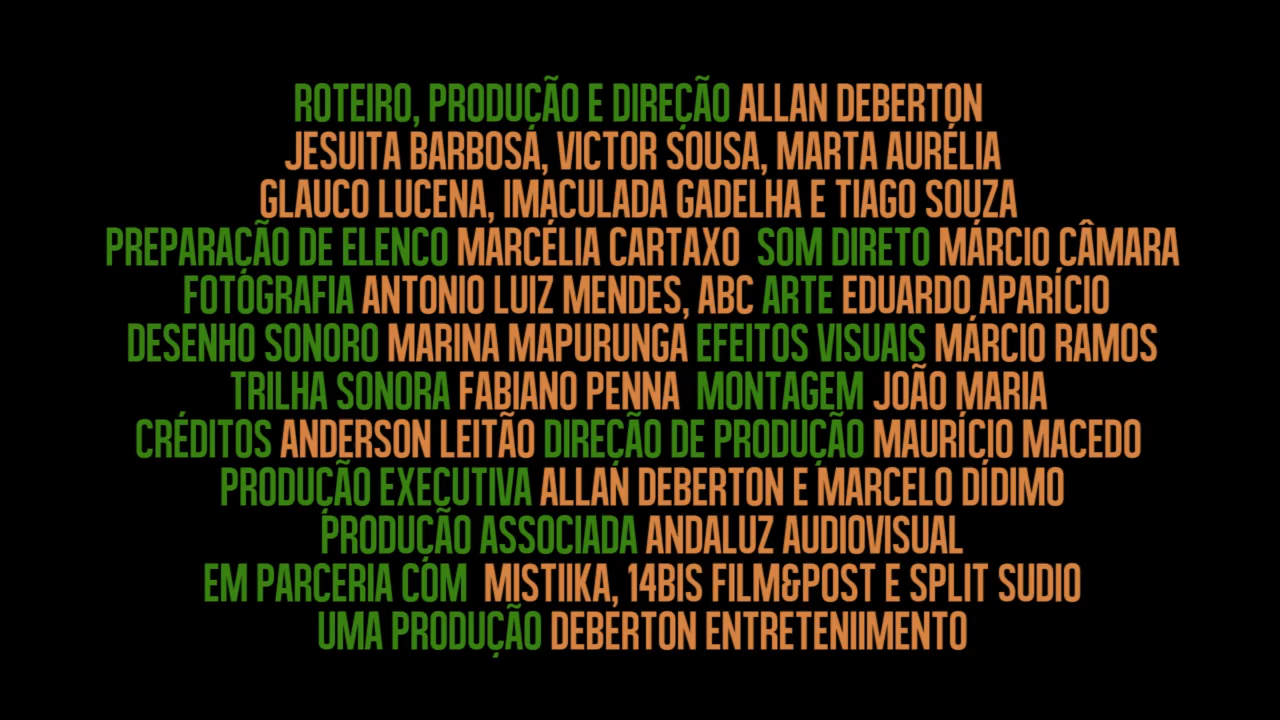 ROTEIRO, PRODUÇÃO E DIREÇÃO ALLAN DEBERTON
JESUITA BARBOSA, VICTOR SOUSA, MARTA AURÉLIA
GLAUCO LUCENA, IMACULADA GADELHA E TIAGO SOUZA
PREPARAÇÃO DE ELENCO MARCÉLIA CARTAXO SOM DIRETO MÁRCIO CÂMARA
FOTOGRAFIA ANTONIO LUIZ MENDES, ABC ARTE EDUARDO APARÍCIO
DESENHO SONORO MARINA MAPURUNGA EFEITOS VISUAIS MÁRCIO RAMOS
TRILHA SONORA FABIANO PENNA MONTAGEM JOÃO MARIA
CRÉDITOS ANDERSON LEITÃO DIREÇÃO DE PRODUÇÃO MAURÍCIO MACEDO
PRODUÇÃO EXECUTIVA ALLAN DEBERTON E MARCELO DÍDIMO
PRODUÇÃO ASSOCIADA ANDALUZ AUDIOVISUAL
EM PARCERIA COM MISTIIKA, 14BIS FILM&POST E SPLIT SUDIO
UMA PRODUÇÃO DEBERTON ENTRETENIIMENTO